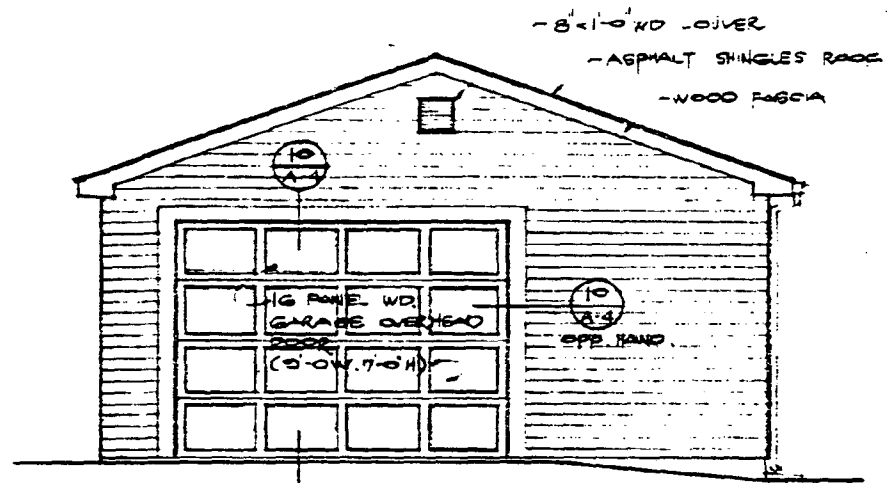 - 8"x1'-0" WD LOUVER
- ASPHALT SHINGLES ROOF
- WOOD FASCIA
10
A-4
16 PANEL WD.
GARAGE OVERHEAD
DOOR
(9'-0"W. 7'-0"H)
10
A-4
OPP HAND.